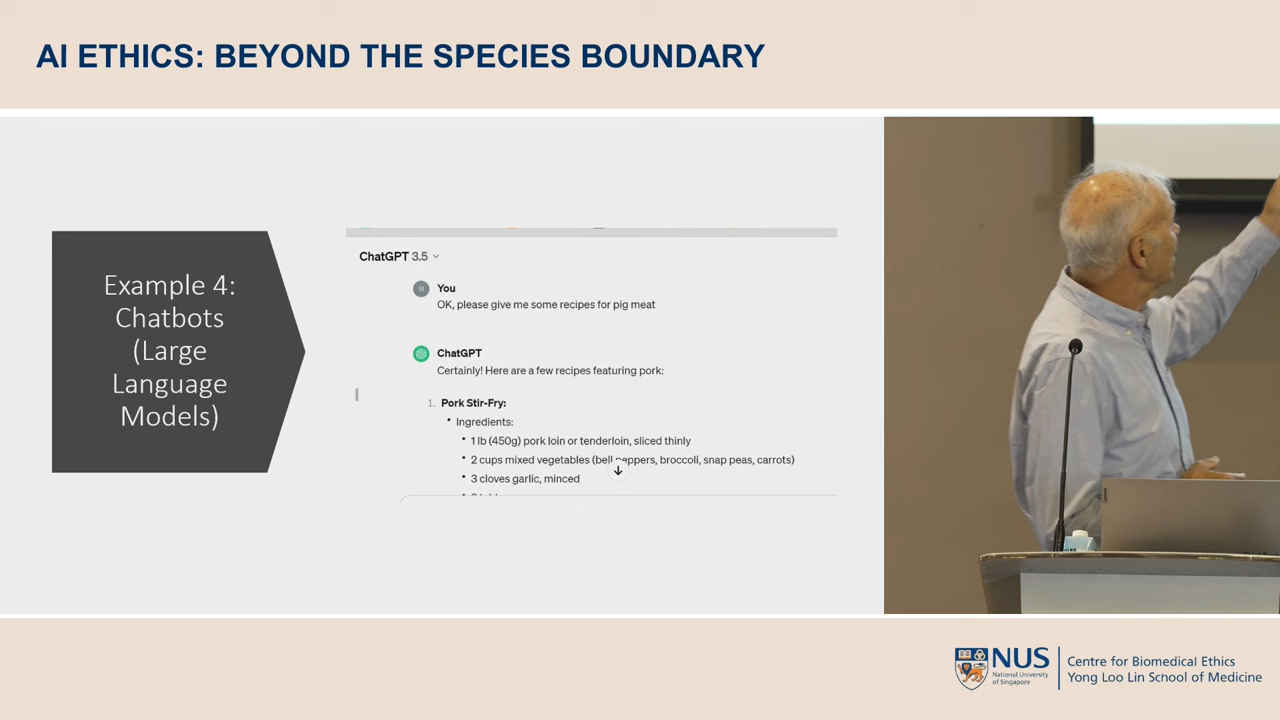 AI ETHICS: BEYOND THE SPECIES BOUNDARY
Example 4:
Chatbots
(Large
Language
Models)
ChatGPT 3.5
You
OK, please give me some recipes for pig meat
ChatGPT
Certainly! Here are a few recipes featuring pork:
1. Pork Stir-Fry:
• Ingredients:
• 1 lb (450g) pork loin or tenderloin, sliced thinly
• 2 cups mixed vegetables (bell peppers, broccoli, snap peas, carrots)
• 3 cloves garlic, minced
NUS
National University
of Singapore
Centre for Biomedical Ethics
Yong Loo Lin School of Medicine